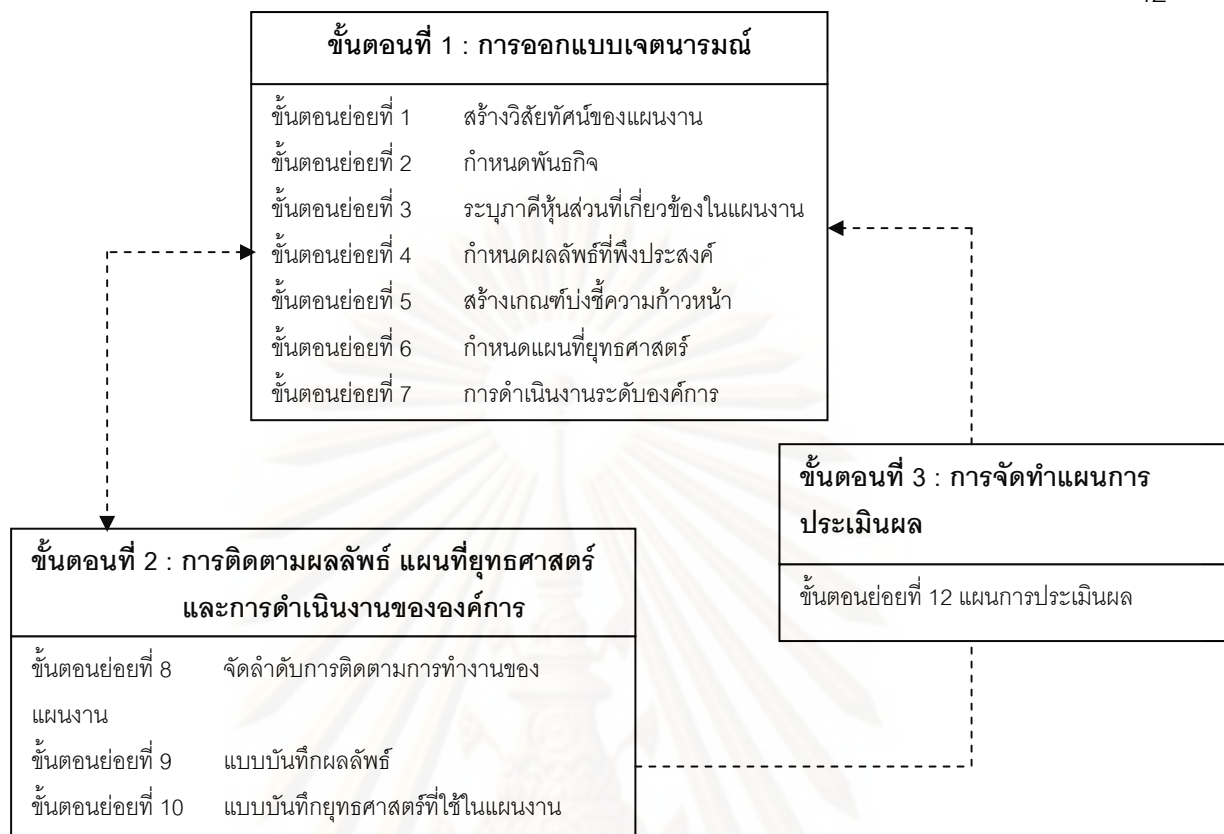 ขั้นตอนที่ 1 : การออกแบบเจตนารมณ์
ขั้นตอนย่อยที่ 1 สร้างวิสัยทัศน์ของแผนงาน
ขั้นตอนย่อยที่ 2 กำหนดพันธกิจ
ขั้นตอนย่อยที่ 3 ระบุภาคีหุ้นส่วนที่เกี่ยวข้องในแผนงาน
ขั้นตอนย่อยที่ 4 กำหนดผลลัพธ์ที่พึงประสงค์
ขั้นตอนย่อยที่ 5 สร้างเกณฑ์บ่งชี้ความก้าวหน้า
ขั้นตอนย่อยที่ 6 กำหนดแผนที่ยุทธศาสตร์
ขั้นตอนย่อยที่ 7 การดำเนินงานระดับองค์การ
ขั้นตอนที่ 3 : การจัดทำแผนการ
ประเมินผล
ขั้นตอนย่อยที่ 12 แผนการประเมินผล
ขั้นตอนที่ 2 : การติดตามผลลัพธ์ แผนที่ยุทธศาสตร์
และการดำเนินงานขององค์การ
ขั้นตอนย่อยที่ 8 จัดลำดับการติดตามการทำงานของ
แผนงาน
ขั้นตอนย่อยที่ 9 แบบบันทึกผลลัพธ์
ขั้นตอนย่อยที่ 10 แบบบันทึกยุทธศาสตร์ที่ใช้ในแผนงาน